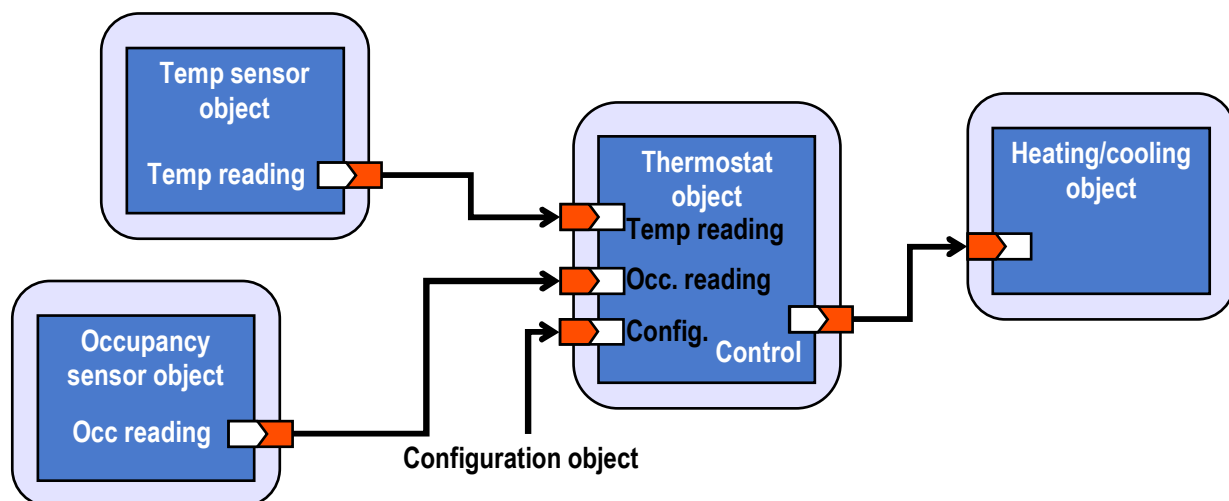 Temp sensor
object
Temp reading
Occupancy
sensor object
Occ reading
Configuration object
Thermostat
object
Temp reading
Occ. reading
Config.
Control
Heating/cooling
object